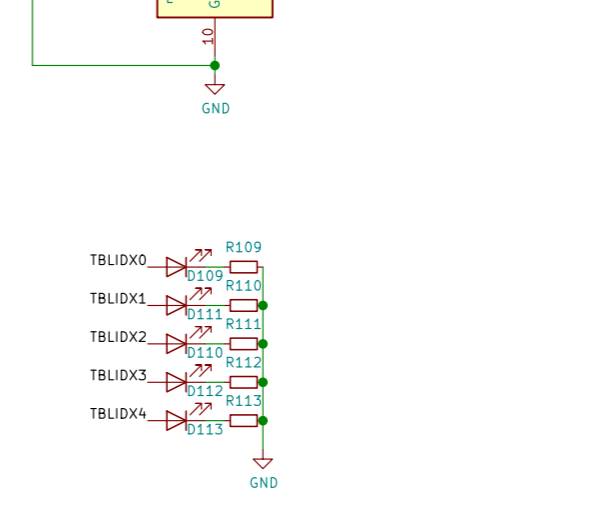 G
10
GND
R109
TBLIDX0
D109
R110
TBLIDX1
D111
R111
TBLIDX2
D110
R112
TBLIDX3
D112
R113
TBLIDX4
D113
GND